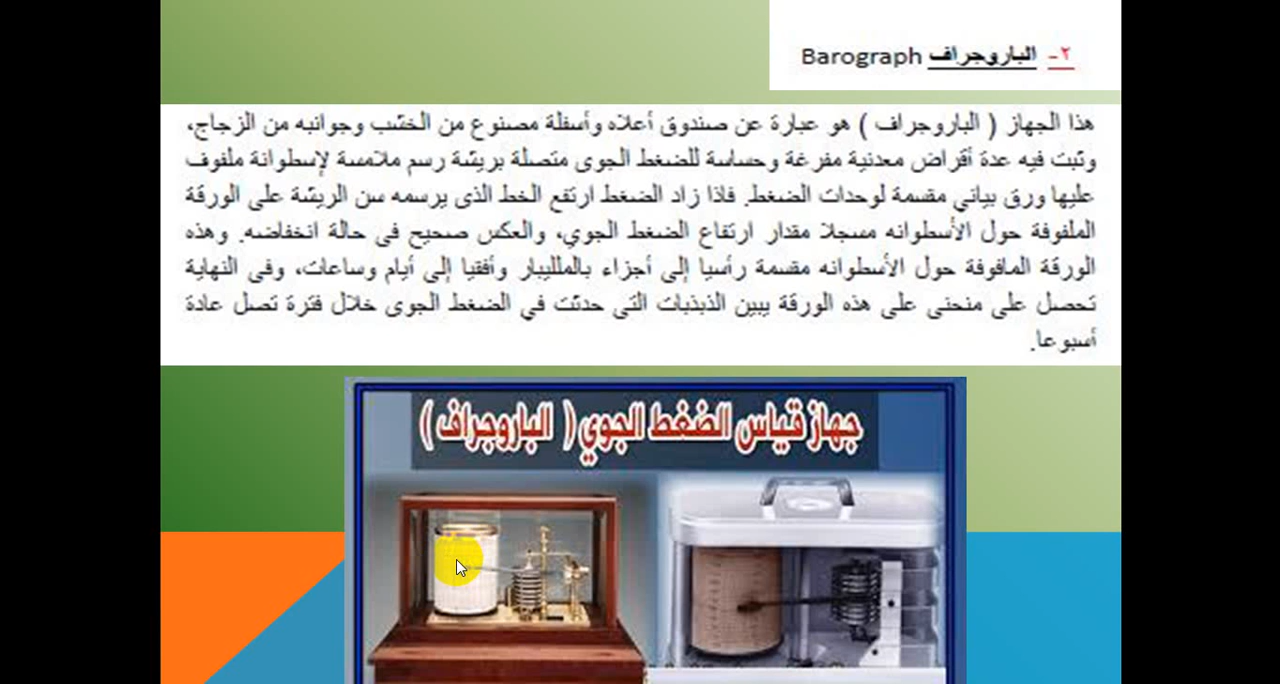 ٢- الباروجراف Barograph
هذا الجهاز ( الباروجراف ) هو عبارة عن صندوق أعلاه وأسفلة مصنوع من الخشب وجوانبه من الزجاج،
وثبت فيه عدة أقراض معدنية مفرغة وحساسة للضغط الجوى متصلة بريشة رسم ملامسة لإسطوانة ملفوف
عليها ورق بياني مقسمة لوحدات الضغط. فاذا زاد الضغط ارتفع الخط الذى يرسمه سن الريشة على الورقة
الملفوفة حول الأسطوانه مسجلا مقدار ارتفاع الضغط الجوي، والعكس صحيح فى حالة انخفاضه. وهذه
الورقة المافوفة حول الأسطوانه مقسمة رأسيا إلى أجزاء بالملليبار وأفقيا إلى أيام وساعات، وفى النهاية
تحصل على منحنى على هذه الورقة يبين الذبذبات التى حدثت في الضغط الجوى خلال فترة تصل عادة
أسبوعا.
جهاز قياس الضغط الجوي ( الباروجراف )